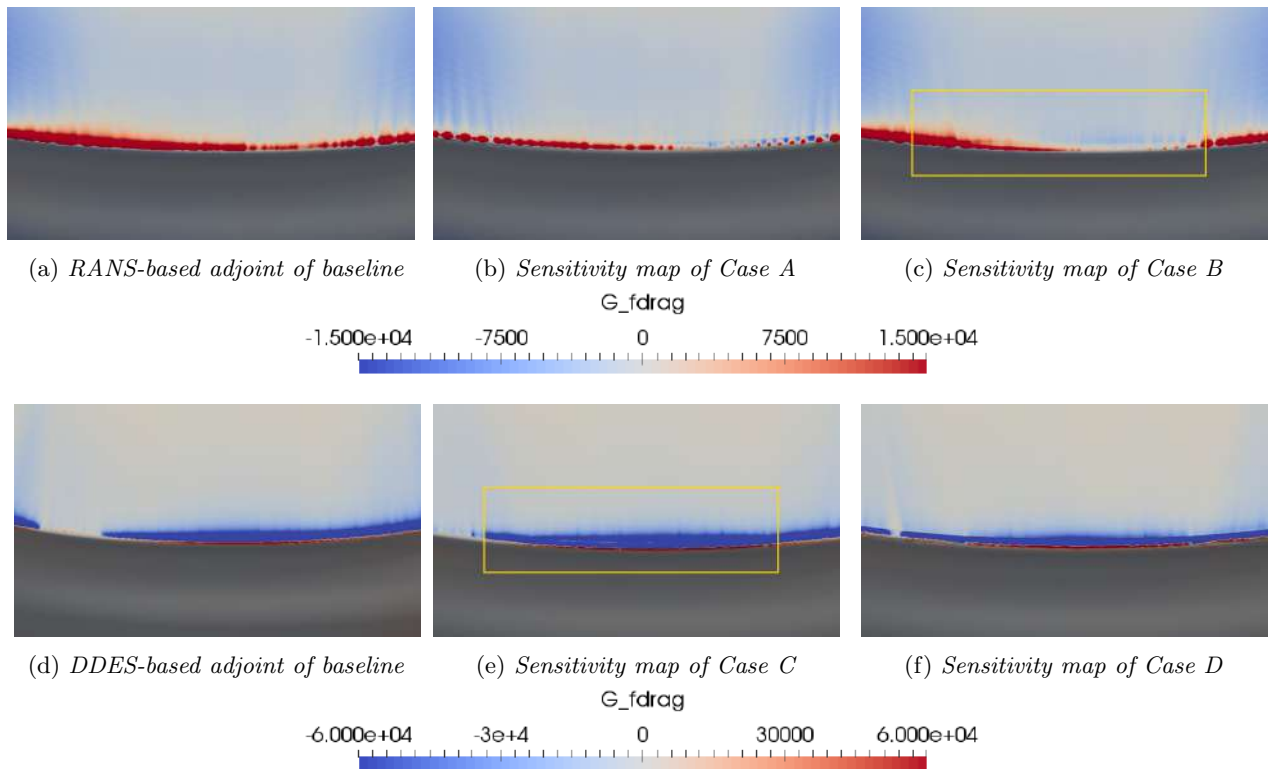 (a) RANS-based adjoint of baseline
(b) Sensitivity map of Case A
(c) Sensitivity map of Case B
G_fdrag
-1.500e+04 -7500 0 7500 1.500e+04
(d) DDES-based adjoint of baseline
(e) Sensitivity map of Case C
(f) Sensitivity map of Case D
G_fdrag
-6.000e+04 -3e+4 0 30000 6.000e+04